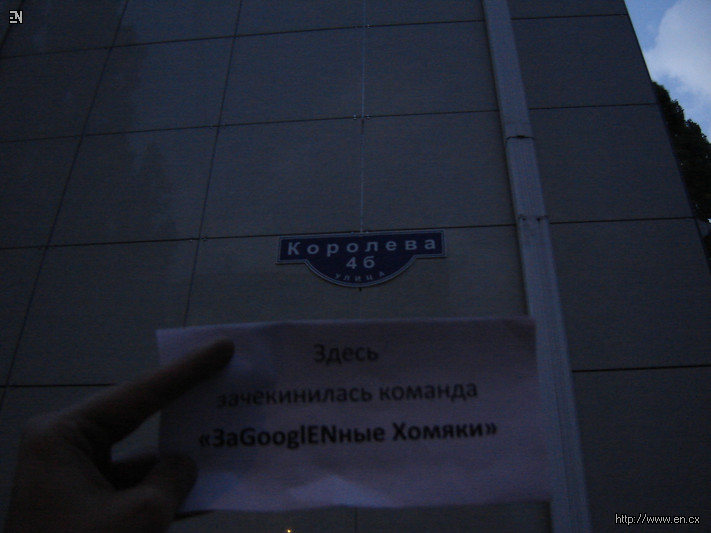 EN
Королева
4б
УЛИЦА
Здесь
зачекинилась команда
«ЗаGooglENные Хомяки»
http://www.en.cx